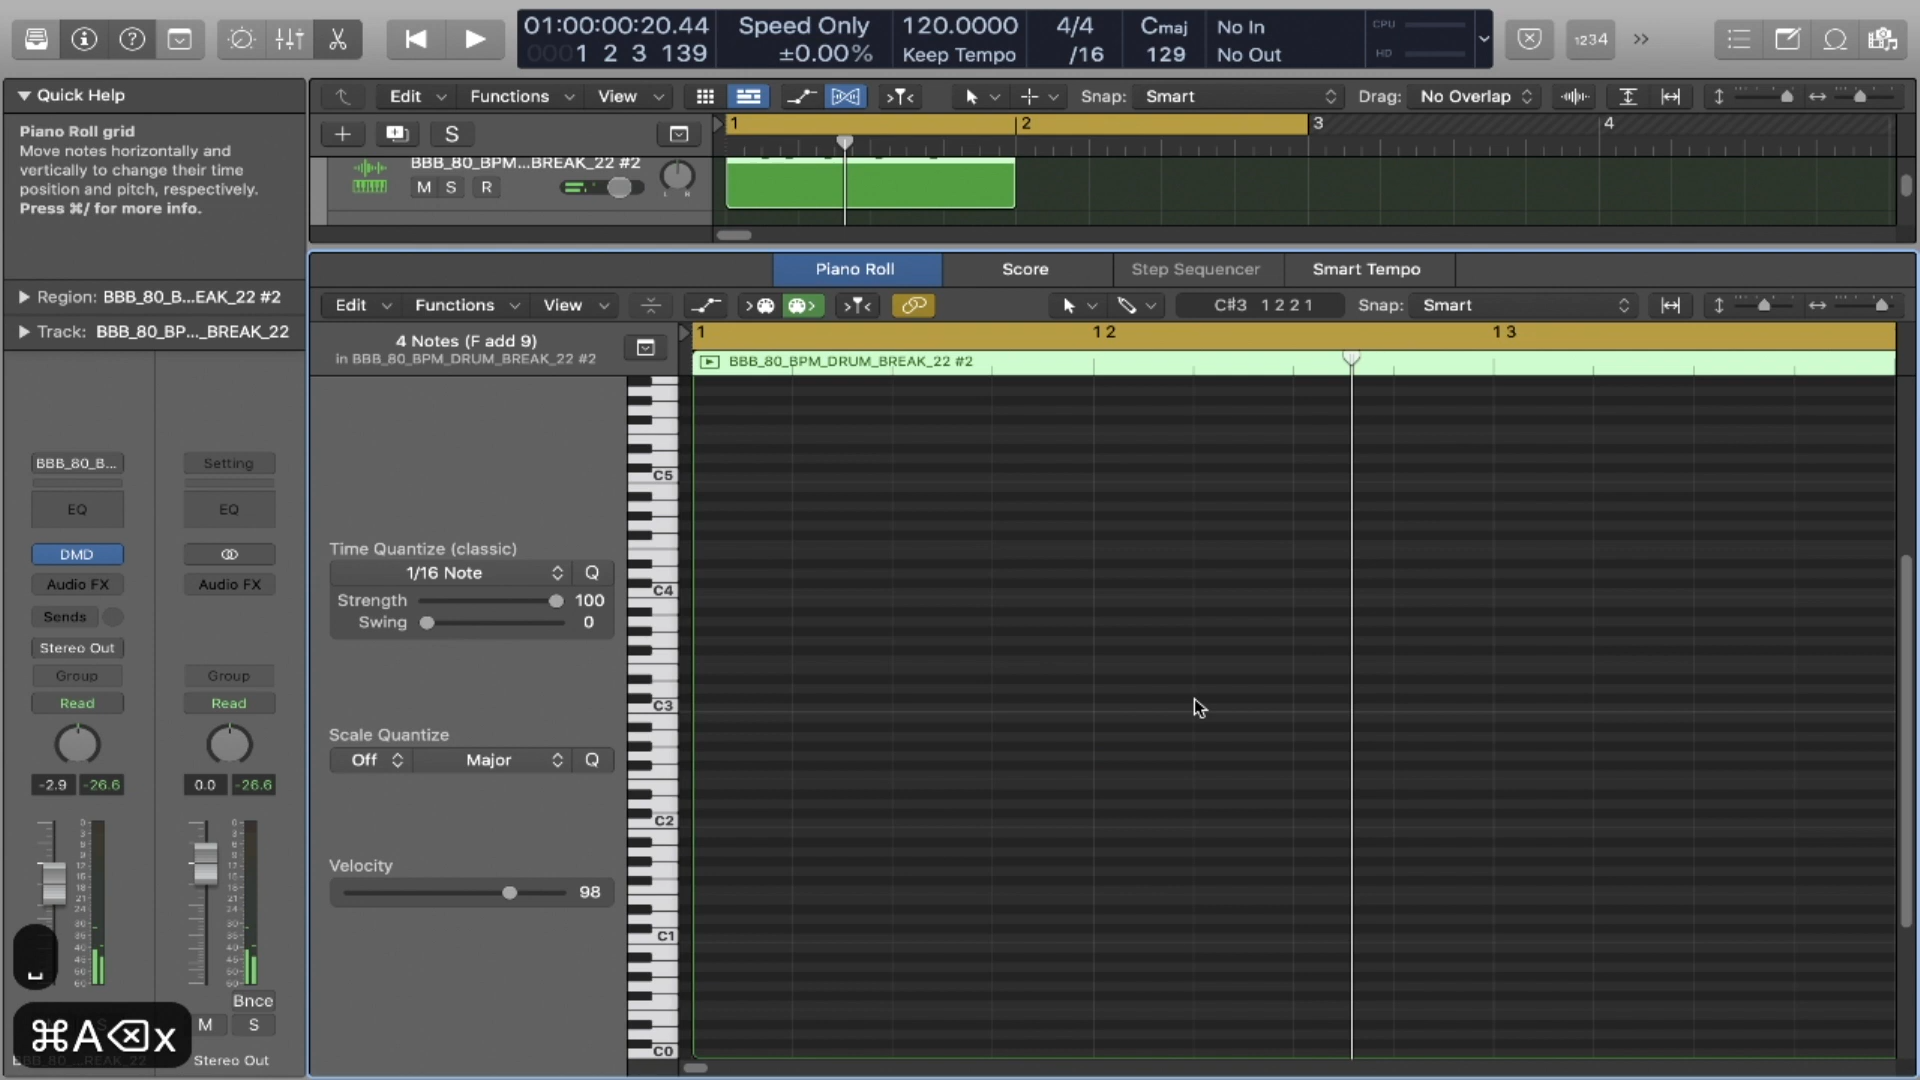 01:00:00:20.44
0001 2 3 139
Speed Only
±0.00%
120.0000
Keep Tempo
4/4
/16
Cmaj
129
No In
No Out
CPU
HD
1234
Quick Help
Piano Roll grid
Move notes horizontally and
vertically to change their time
position and pitch, respectively.
Press ⌘/ for more info.
Region: BBB_80_B...EAK_22 #2
Track: BBB_80_BP..._BREAK_22
Edit
Functions
View
Snap: Smart
Drag: No Overlap
S
1
2
3
4
BBB_80_BPM...BREAK_22 #2
M S R
L R
Piano Roll
Score
Step Sequencer
Smart Tempo
Edit
Functions
View
C#3 1 2 2 1
Snap: Smart
4 Notes (F add 9)
in BBB_80_BPM_DRUM_BREAK_22 #2
1
1 2
1 3
BBB_80_BPM_DRUM_BREAK_22 #2
Time Quantize (classic)
1/16 Note
Q
Strength 100
Swing 0
Scale Quantize
Off
Major
Q
Velocity
98
C5
C4
C3
C2
C1
C0
BBB_80_B...
Setting
EQ
EQ
DMD
Audio FX
Audio FX
Sends
Stereo Out
Group
Group
Read
Read
-2.9 -26.6
0.0 -26.6
Bnce
M S
Stereo Out
⌘A⌫x